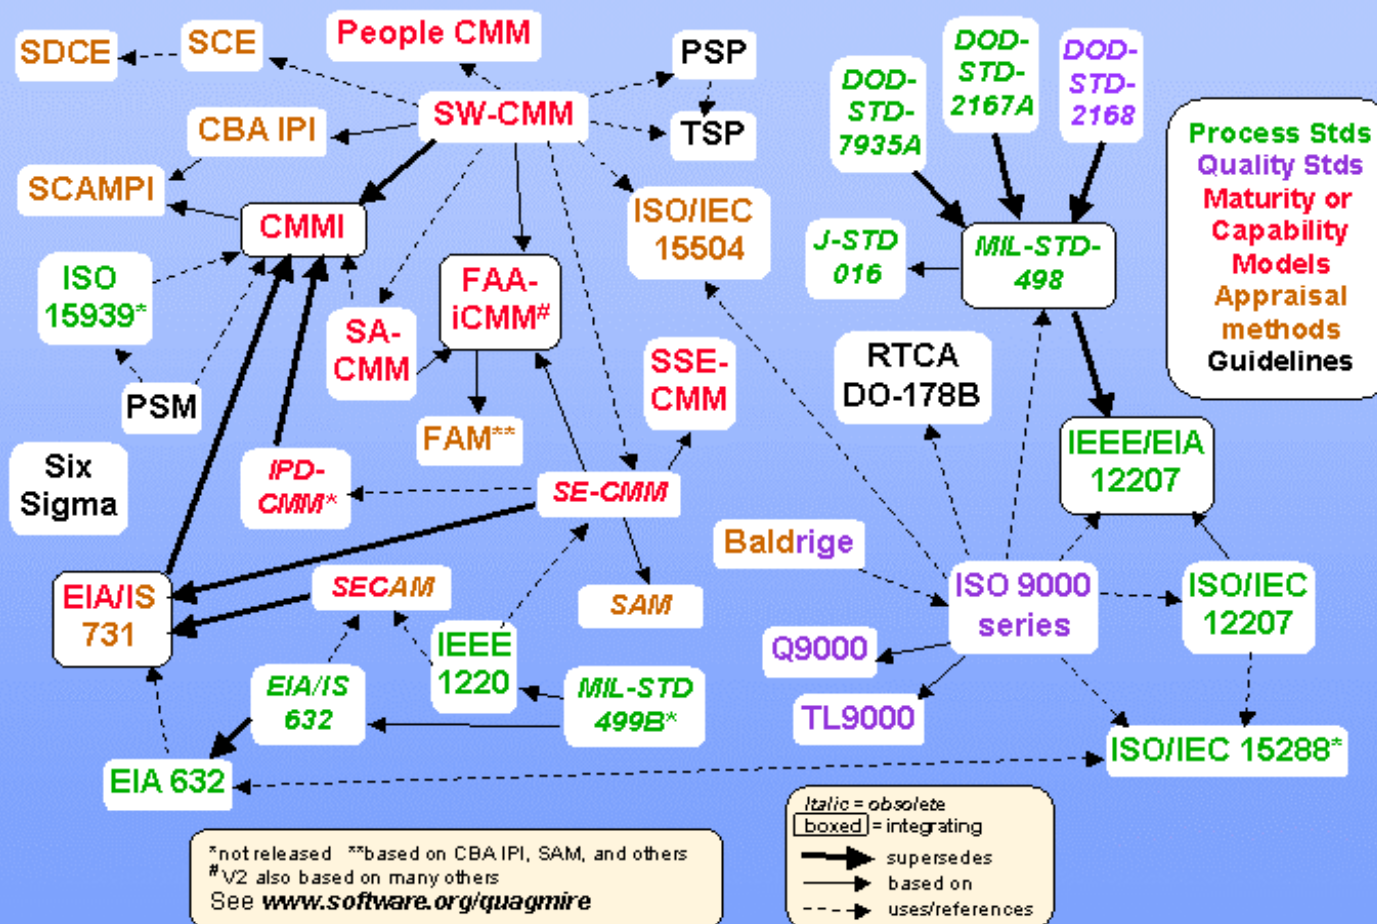 SDCE
SCE
People CMM
PSP
SW-CMM
TSP
CBA IPI
SCAMPI
CMMI
ISO/IEC
15504
ISO
15939*
FAA-
iCMM#
SA-
CMM
SSE-
CMM
PSM
FAM**
Six
Sigma
IPD-
CMM*
SE-CMM
EIA/IS
731
SECAM
SAM
IEEE
1220
EIA/IS
632
MIL-STD
499B*
EIA 632
DOD-
STD-
7935A
DOD-
STD-
2167A
DOD-
STD-
2168
J-STD
016
MIL-STD-
498
RTCA
DO-178B
IEEE/EIA
12207
Baldrige
ISO 9000
series
ISO/IEC
12207
Q9000
TL9000
ISO/IEC 15288*
Process Stds
Quality Stds
Maturity or
Capability
Models
Appraisal
methods
Guidelines
*not released **based on CBA IPI, SAM, and others
#V2 also based on many others
See www.software.org/quagmire
Italic = obsolete
boxed = integrating
supersedes
based on
uses/references